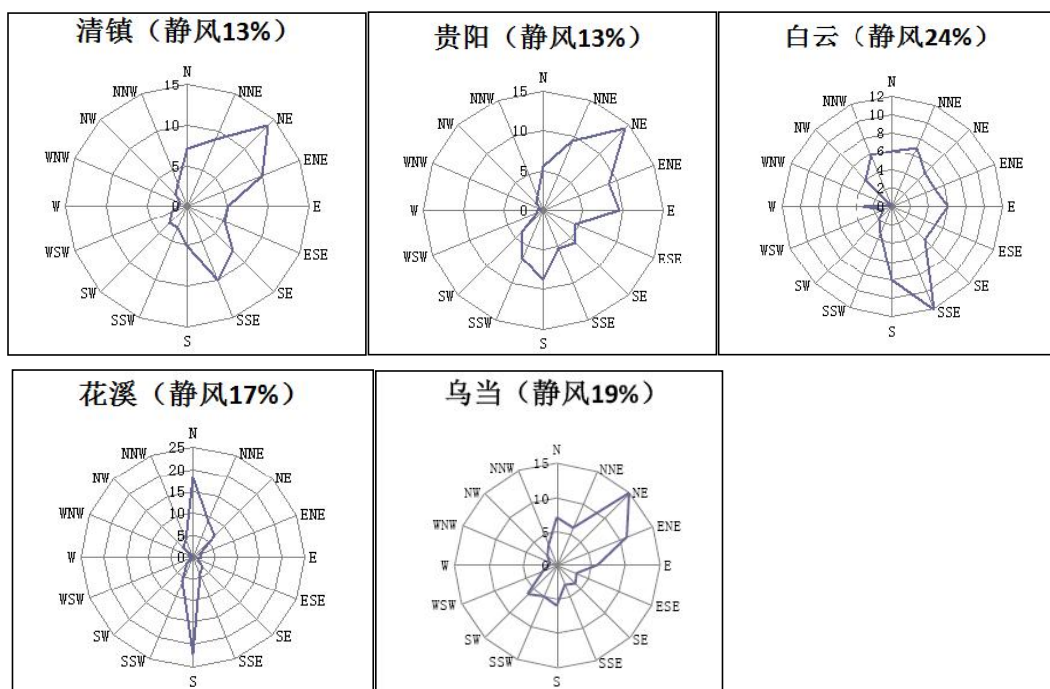 清镇（静风13%）
N
NNE
NE
ENE
E
ESE
SE
SSE
S
SSW
SW
WSW
W
WNW
NW
NNW
15
10
5
0
贵阳（静风13%）
N
NNE
NE
ENE
E
ESE
SE
SSE
S
SSW
SW
WSW
W
WNW
NW
NNW
15
10
5
0
白云（静风24%）
N
NNE
NE
ENE
E
ESE
SE
SSE
S
SSW
SW
WSW
W
WNW
NW
NNW
12
10
8
6
4
2
0
花溪（静风17%）
N
NNE
NE
ENE
E
ESE
SE
SSE
S
SSW
SW
WSW
W
WNW
NW
NNW
25
20
15
10
5
0
乌当（静风19%）
N
NNE
NE
ENE
E
ESE
SE
SSE
S
SSW
SW
WSW
W
WNW
NW
NNW
15
10
5
0